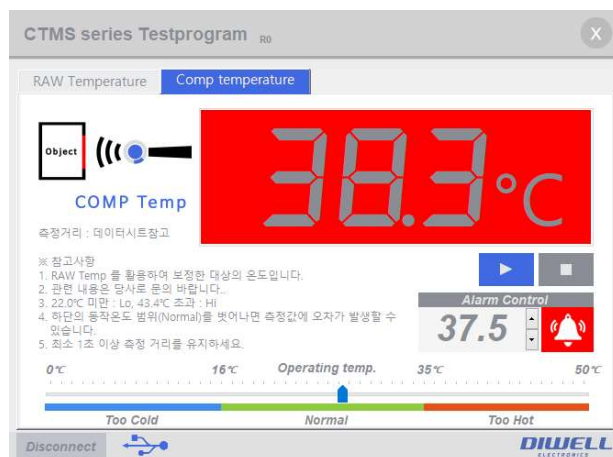 CTMS series Testprogram R0
X
RAW Temperature
Comp temperature
Object
COMP Temp
38.3℃
측정거리 : 데이터시트참고
※ 참고사항
1. RAW Temp 를 활용하여 보정한 대상의 온도입니다.
2. 관련 내용은 당사로 문의 바랍니다..
3. 22.0℃ 미만 : Lo, 43.4℃ 초과 : Hi
4. 하단의 동작온도 범위(Normal)를 벗어나면 측정값에 오차가 발생할 수
있습니다.
5. 최소 1초 이상 측정 거리를 유지하세요.
Alarm Control
37.5
0℃ 16℃ Operating temp. 35℃ 50℃
Too Cold Normal Too Hot
Disconnect
DIWELL
ELECTRONICS